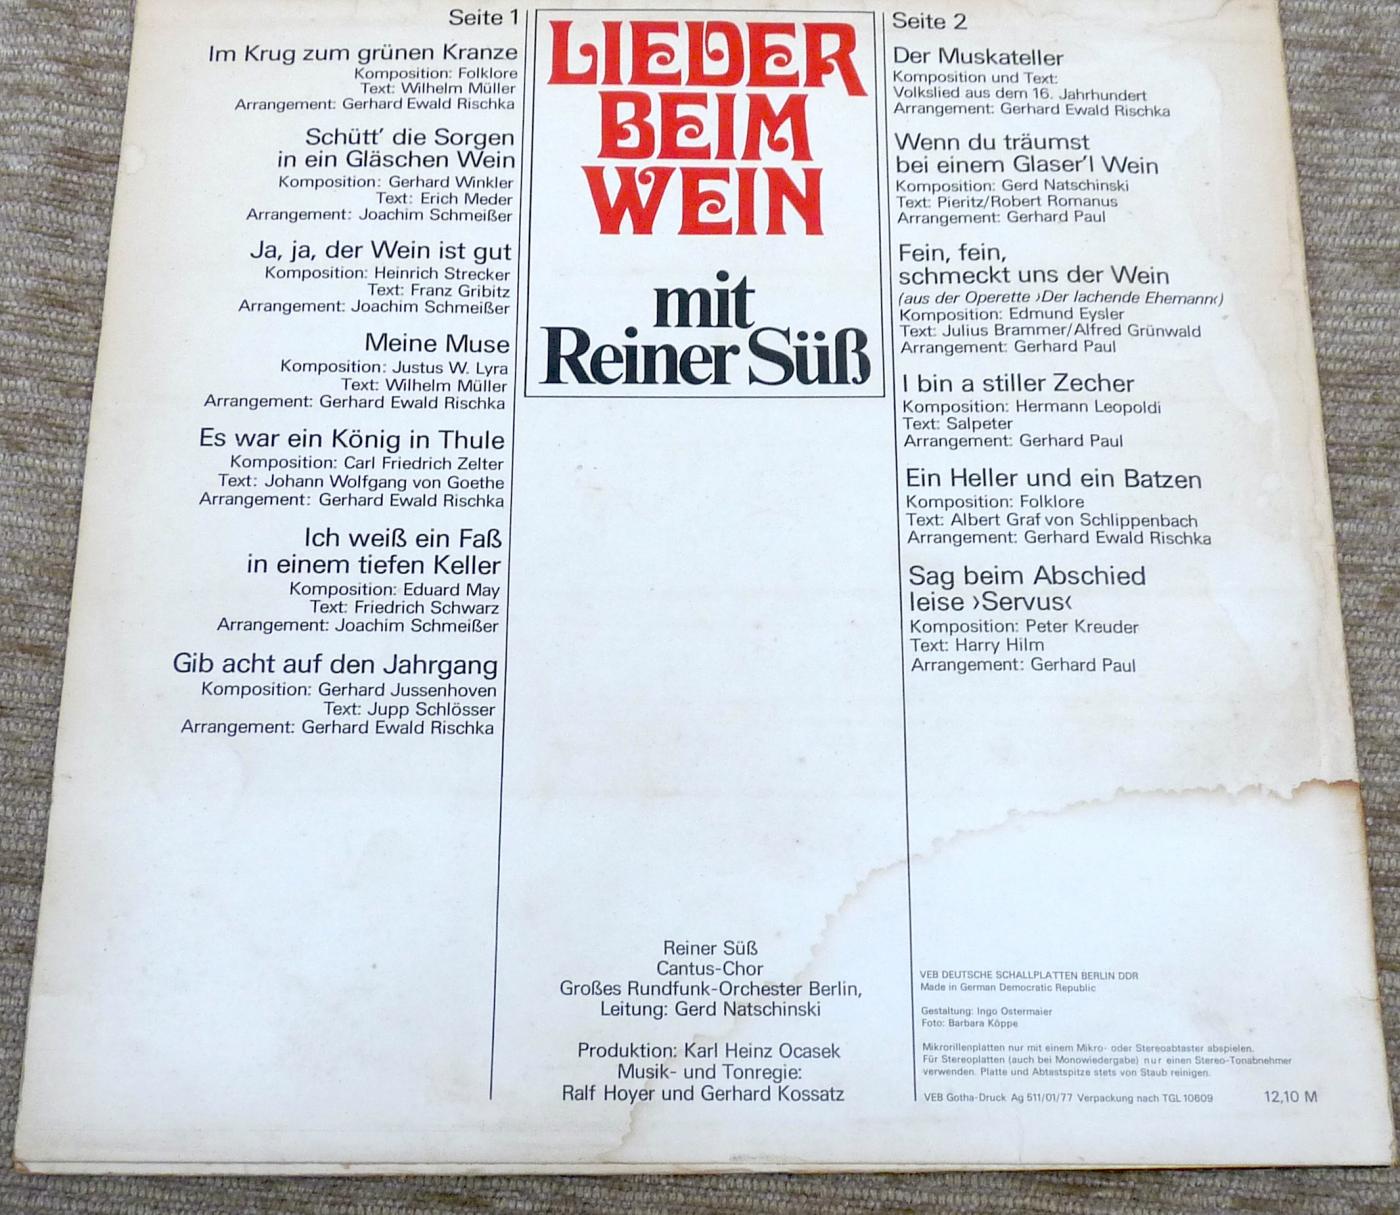 Seite 1
Im Krug zum grünen Kranze
Komposition: Folklore
Text: Wilhelm Müller
Arrangement: Gerhard Ewald Rischka
Schütt' die Sorgen
in ein Gläschen Wein
Komposition: Gerhard Winkler
Text: Erich Meder
Arrangement: Joachim Schmeißer
Ja, ja, der Wein ist gut
Komposition: Heinrich Strecker
Text: Franz Gribitz
Arrangement: Joachim Schmeißer
Meine Muse
Komposition: Justus W. Lyra
Text: Wilhelm Müller
Arrangement: Gerhard Ewald Rischka
Es war ein König in Thule
Komposition: Carl Friedrich Zelter
Text: Johann Wolfgang von Goethe
Arrangement: Gerhard Ewald Rischka
Ich weiß ein Faß
in einem tiefen Keller
Komposition: Eduard May
Text: Friedrich Schwarz
Arrangement: Joachim Schmeißer
Gib acht auf den Jahrgang
Komposition: Gerhard Jussenhoven
Text: Jupp Schlösser
Arrangement: Gerhard Ewald Rischka
LIEDER
BEIM
WEIN
mit
Reiner Süß
Reiner Süß
Cantus-Chor
Großes Rundfunk-Orchester Berlin,
Leitung: Gerd Natschinski
Produktion: Karl Heinz Ocasek
Musik- und Tonregie:
Ralf Hoyer und Gerhard Kossatz
Seite 2
Der Muskateller
Komposition und Text:
Volkslied aus dem 16. Jahrhundert
Arrangement: Gerhard Ewald Rischka
Wenn du träumst
bei einem Glaser'l Wein
Komposition: Gerd Natschinski
Text: Pieritz/Robert Romanus
Arrangement: Gerhard Paul
Fein, fein,
schmeckt uns der Wein
(aus der Operette ›Der lachende Ehemann‹)
Komposition: Edmund Eysler
Text: Julius Brammer/Alfred Grünwald
Arrangement: Gerhard Paul
I bin a stiller Zecher
Komposition: Hermann Leopoldi
Text: Salpeter
Arrangement: Gerhard Paul
Ein Heller und ein Batzen
Komposition: Folklore
Text: Albert Graf von Schlippenbach
Arrangement: Gerhard Ewald Rischka
Sag beim Abschied
leise ›Servus‹
Komposition: Peter Kreuder
Text: Harry Hilm
Arrangement: Gerhard Paul
VEB DEUTSCHE SCHALLPLATTEN BERLIN DDR
Made in German Democratic Republic
Gestaltung: Ingo Ostermaier
Foto: Barbara Köppe
Mikrorillenplatten nur mit einem Mikro- oder Stereoabtaster abspielen.
Für Stereoplatten (auch bei Monowiedergabe) nur einen Stereo-Tonabnehmer
verwenden. Platte und Abtastspitze stets von Staub reinigen.
VEB Gotha-Druck Ag 511/01/77 Verpackung nach TGL 10609 12,10 M